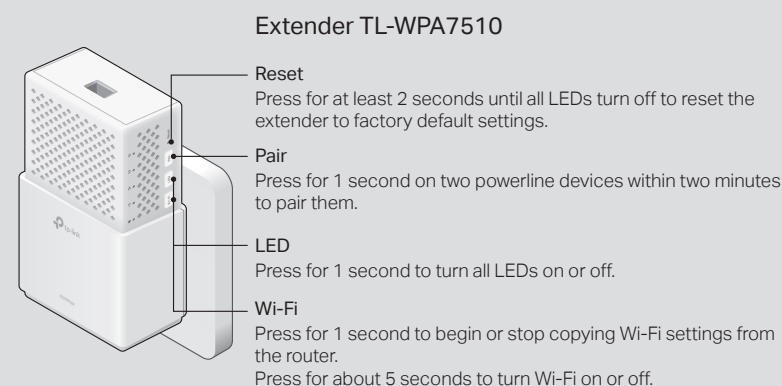 Extender TL-WPA7510
Reset
Press for at least 2 seconds until all LEDs turn off to reset the
extender to factory default settings.
Pair
Press for 1 second on two powerline devices within two minutes
to pair them.
LED
Press for 1 second to turn all LEDs on or off.
Wi-Fi
Press for 1 second to begin or stop copying Wi-Fi settings from
the router.
Press for about 5 seconds to turn Wi-Fi on or off.
tp-link